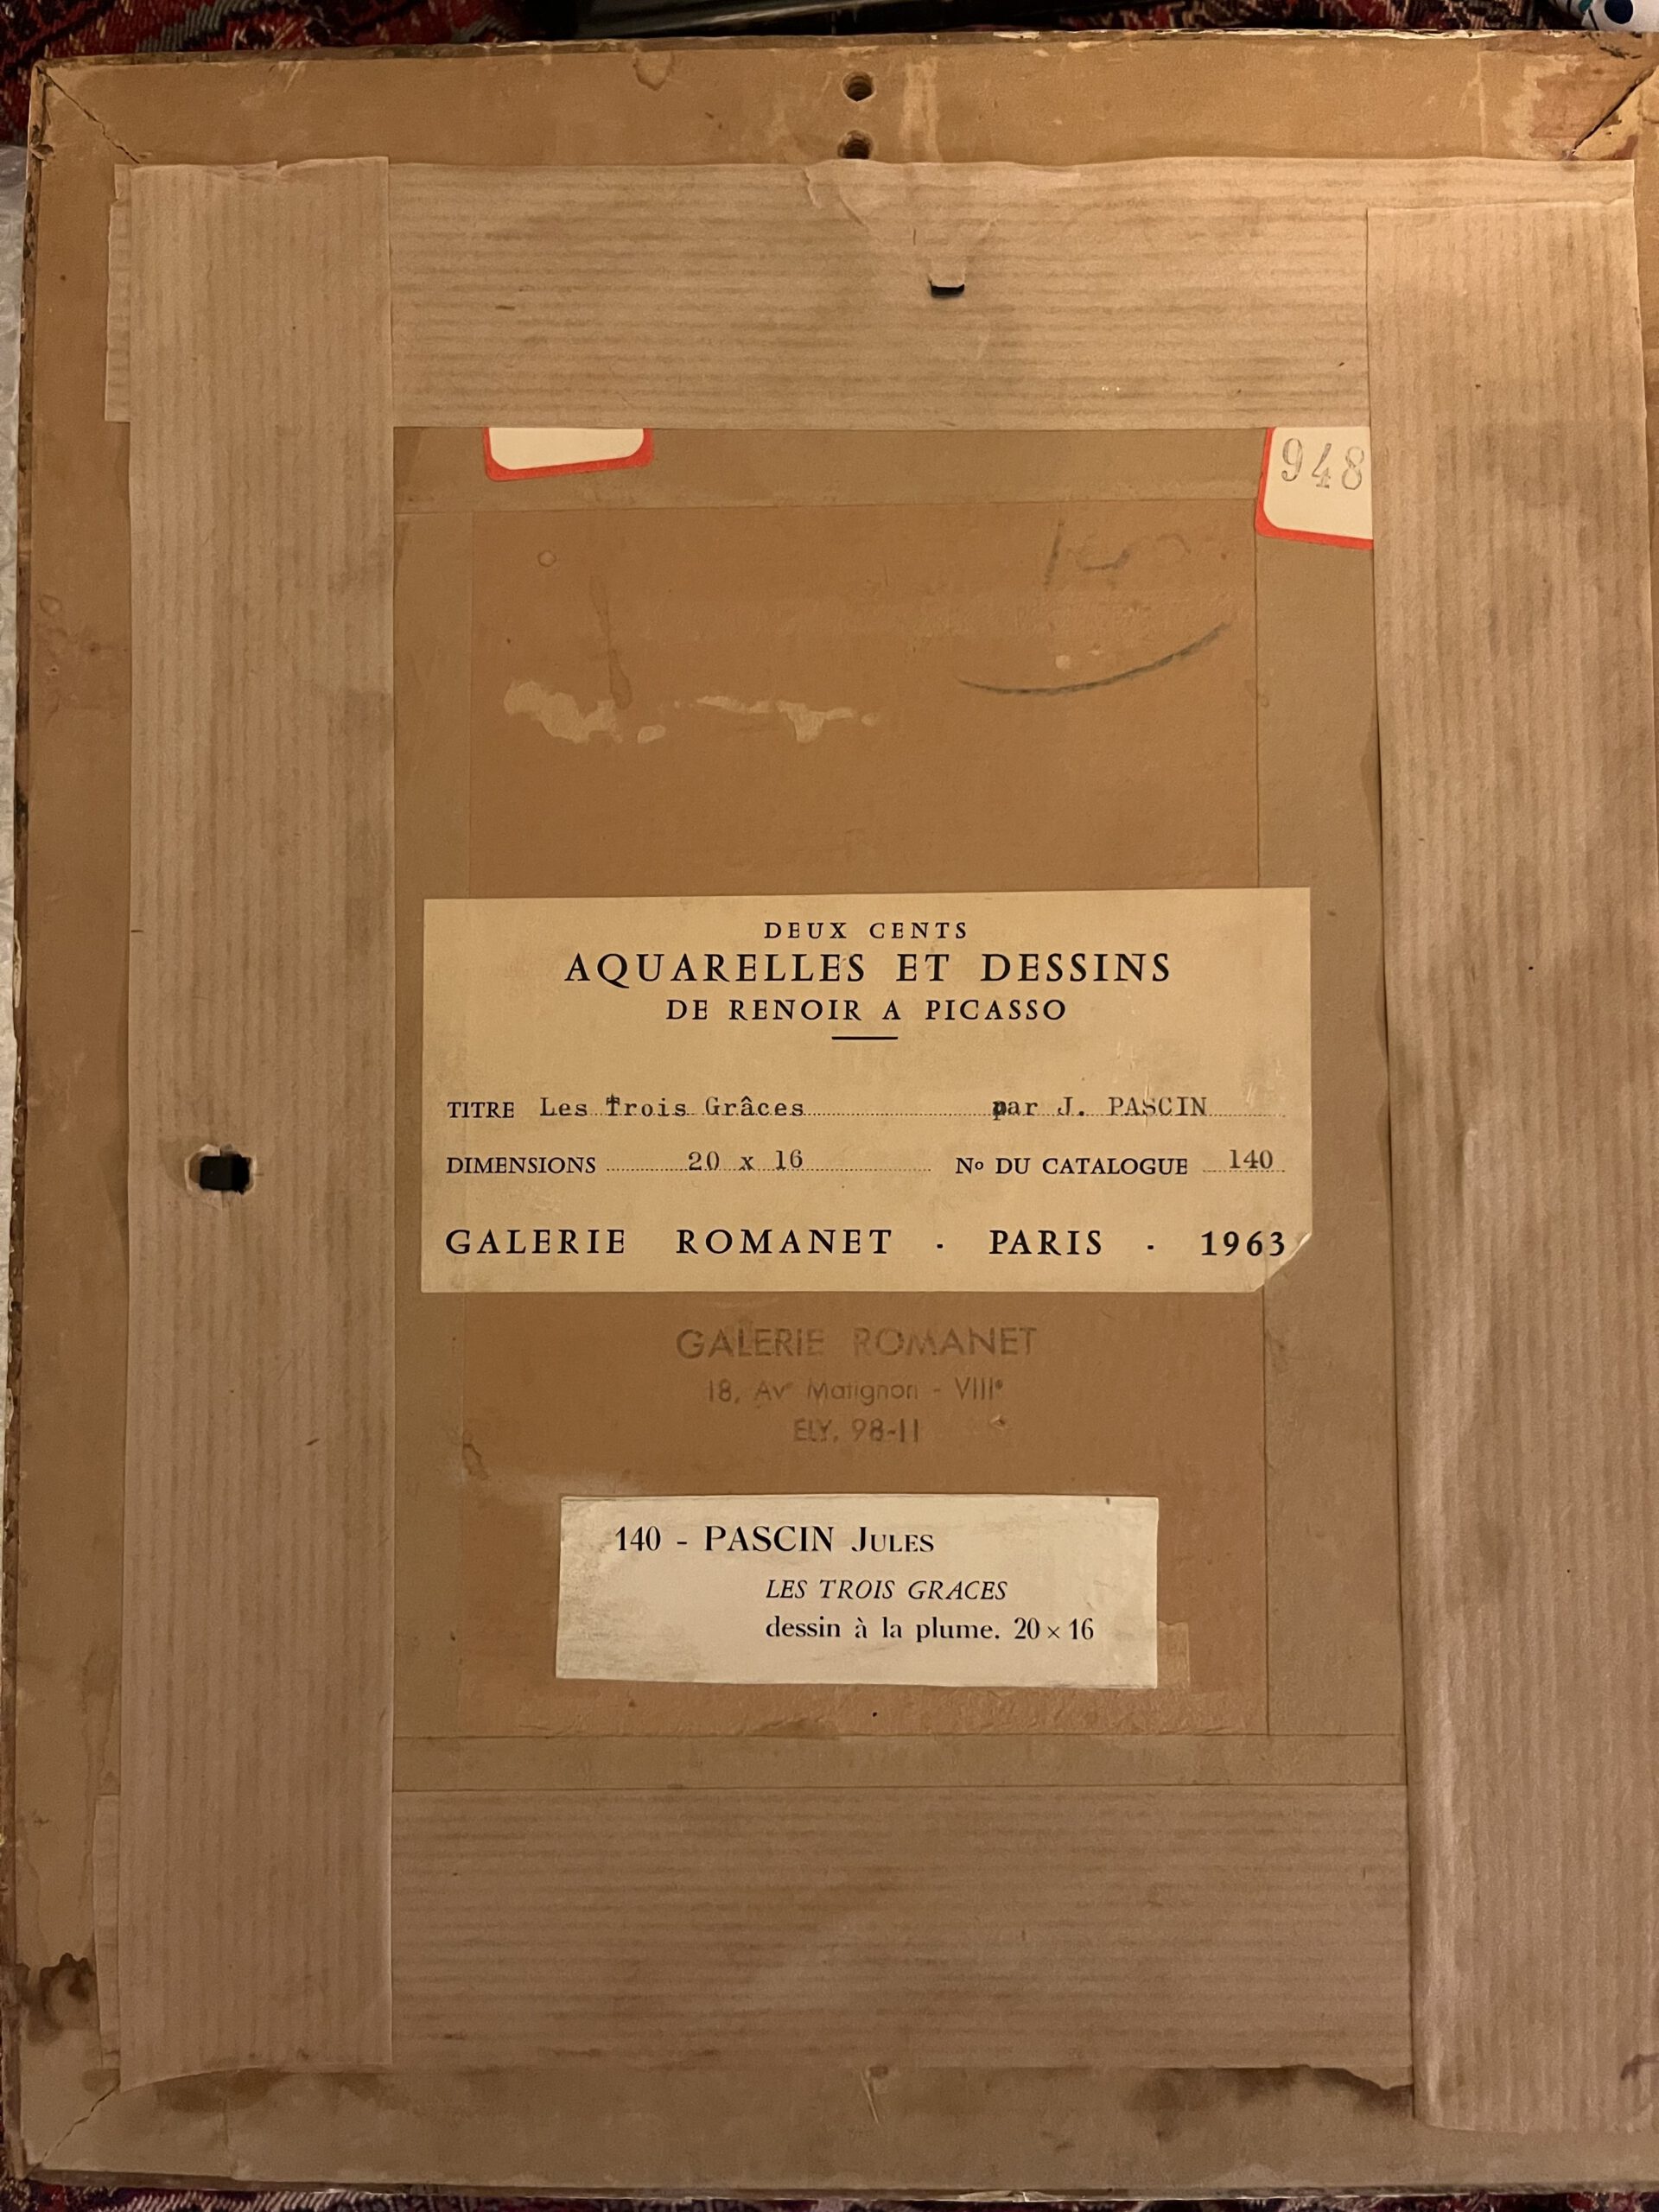 948
DEUX CENTS
AQUARELLES ET DESSINS
DE RENOIR A PICASSO
TITRE Les Trois Grâces par J. PASCIN
DIMENSIONS 20 x 16 Nº DU CATALOGUE 140
GALERIE ROMANET · PARIS · 1963
GALERIE ROMANET
18, Avᵉ Matignon - VIIIᵉ
ELY. 98-11
140 - PASCIN JULES
LES TROIS GRACES
dessin à la plume. 20 × 16